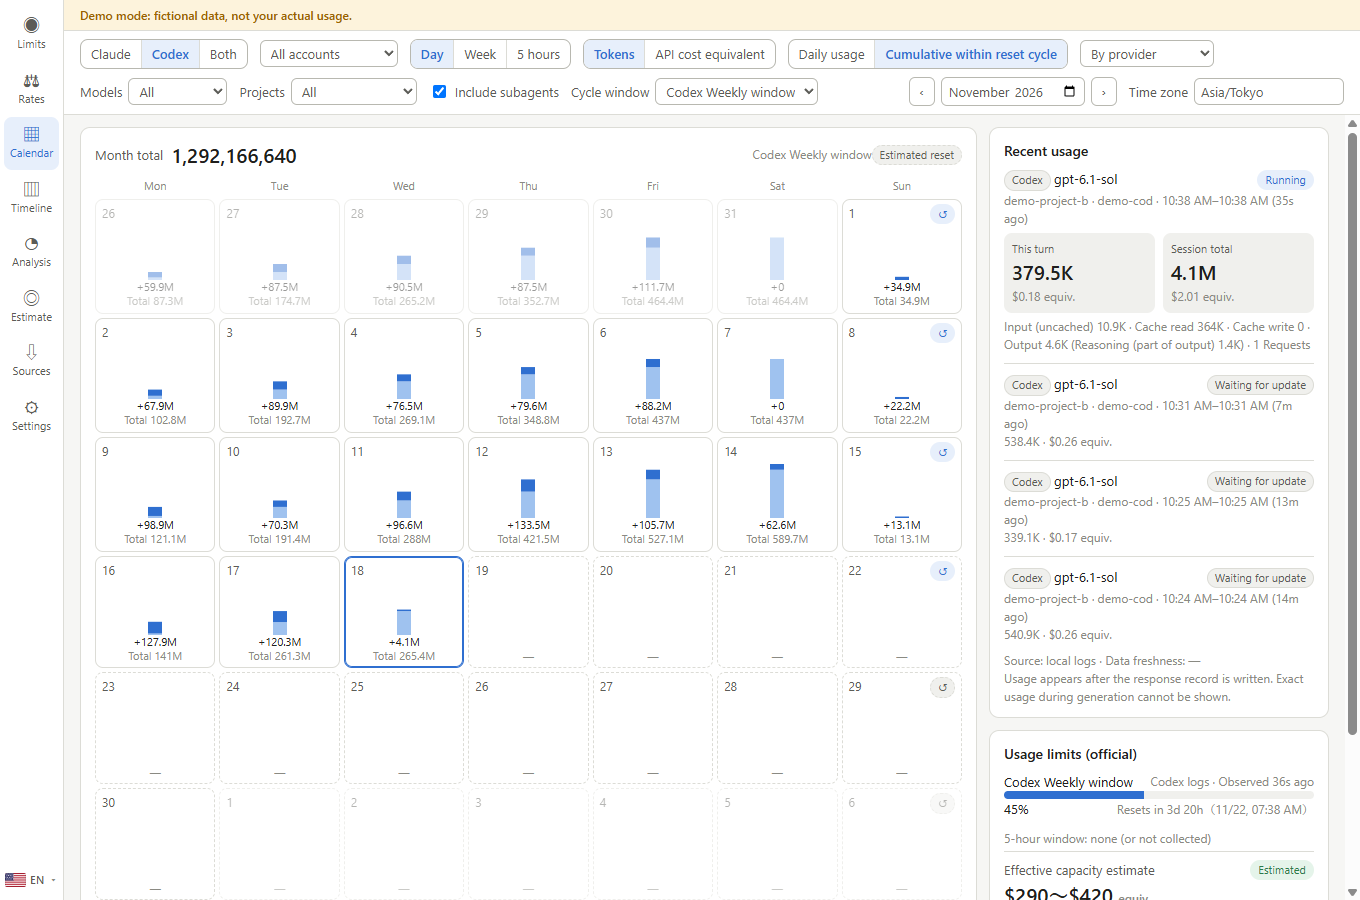 Demo mode: fictional data, not your actual usage.
Limits
Rates
Calendar
Timeline
Analysis
Estimate
Sources
Settings
EN
Claude Codex Both All accounts Day Week 5 hours Tokens API cost equivalent Daily usage Cumulative within reset cycle By provider
Models All Projects All Include subagents Cycle window Codex Weekly window ‹ November 2026 › Time zone Asia/Tokyo
Month total 1,292,166,640 Codex Weekly window Estimated reset
Mon Tue Wed Thu Fri Sat Sun
26 27 28 29 30 31 1 ↺
+59.9M +87.5M +90.5M +87.5M +111.7M +0 +34.9M
Total 87.3M Total 174.7M Total 265.2M Total 352.7M Total 464.4M Total 464.4M Total 34.9M
2 3 4 5 6 7 8 ↺
+67.9M +89.9M +76.5M +79.6M +88.2M +0 +22.2M
Total 102.8M Total 192.7M Total 269.1M Total 348.8M Total 437M Total 437M Total 22.2M
9 10 11 12 13 14 15 ↺
+98.9M +70.3M +96.6M +133.5M +105.7M +62.6M +13.1M
Total 121.1M Total 191.4M Total 288M Total 421.5M Total 527.1M Total 589.7M Total 13.1M
16 17 18 19 20 21 22 ↺
+127.9M +120.3M +4.1M
Total 141M Total 261.3M Total 265.4M — — — —
23 24 25 26 27 28 29 ↺
— — — — — — —
30 1 2 3 4 5 6 ↺
— — — — — — —
Recent usage
Codex gpt-6.1-sol Running
demo-project-b · demo-cod · 10:38 AM–10:38 AM (35s
ago)
This turn Session total
379.5K 4.1M
$0.18 equiv. $2.01 equiv.
Input (uncached) 10.9K · Cache read 364K · Cache write 0 ·
Output 4.6K (Reasoning (part of output) 1.4K) · 1 Requests
Codex gpt-6.1-sol Waiting for update
demo-project-b · demo-cod · 10:31 AM–10:31 AM (7m
ago)
538.4K · $0.26 equiv.
Codex gpt-6.1-sol Waiting for update
demo-project-b · demo-cod · 10:25 AM–10:25 AM (13m
ago)
339.1K · $0.17 equiv.
Codex gpt-6.1-sol Waiting for update
demo-project-b · demo-cod · 10:24 AM–10:24 AM (14m
ago)
540.9K · $0.26 equiv.
Source: local logs · Data freshness: —
Usage appears after the response record is written. Exact
usage during generation cannot be shown.
Usage limits (official)
Codex Weekly window Codex logs · Observed 36s ago
45% Resets in 3d 20h（11/22, 07:38 AM）
5-hour window: none (or not collected)
Effective capacity estimate Estimated
$290～$420 equiv.